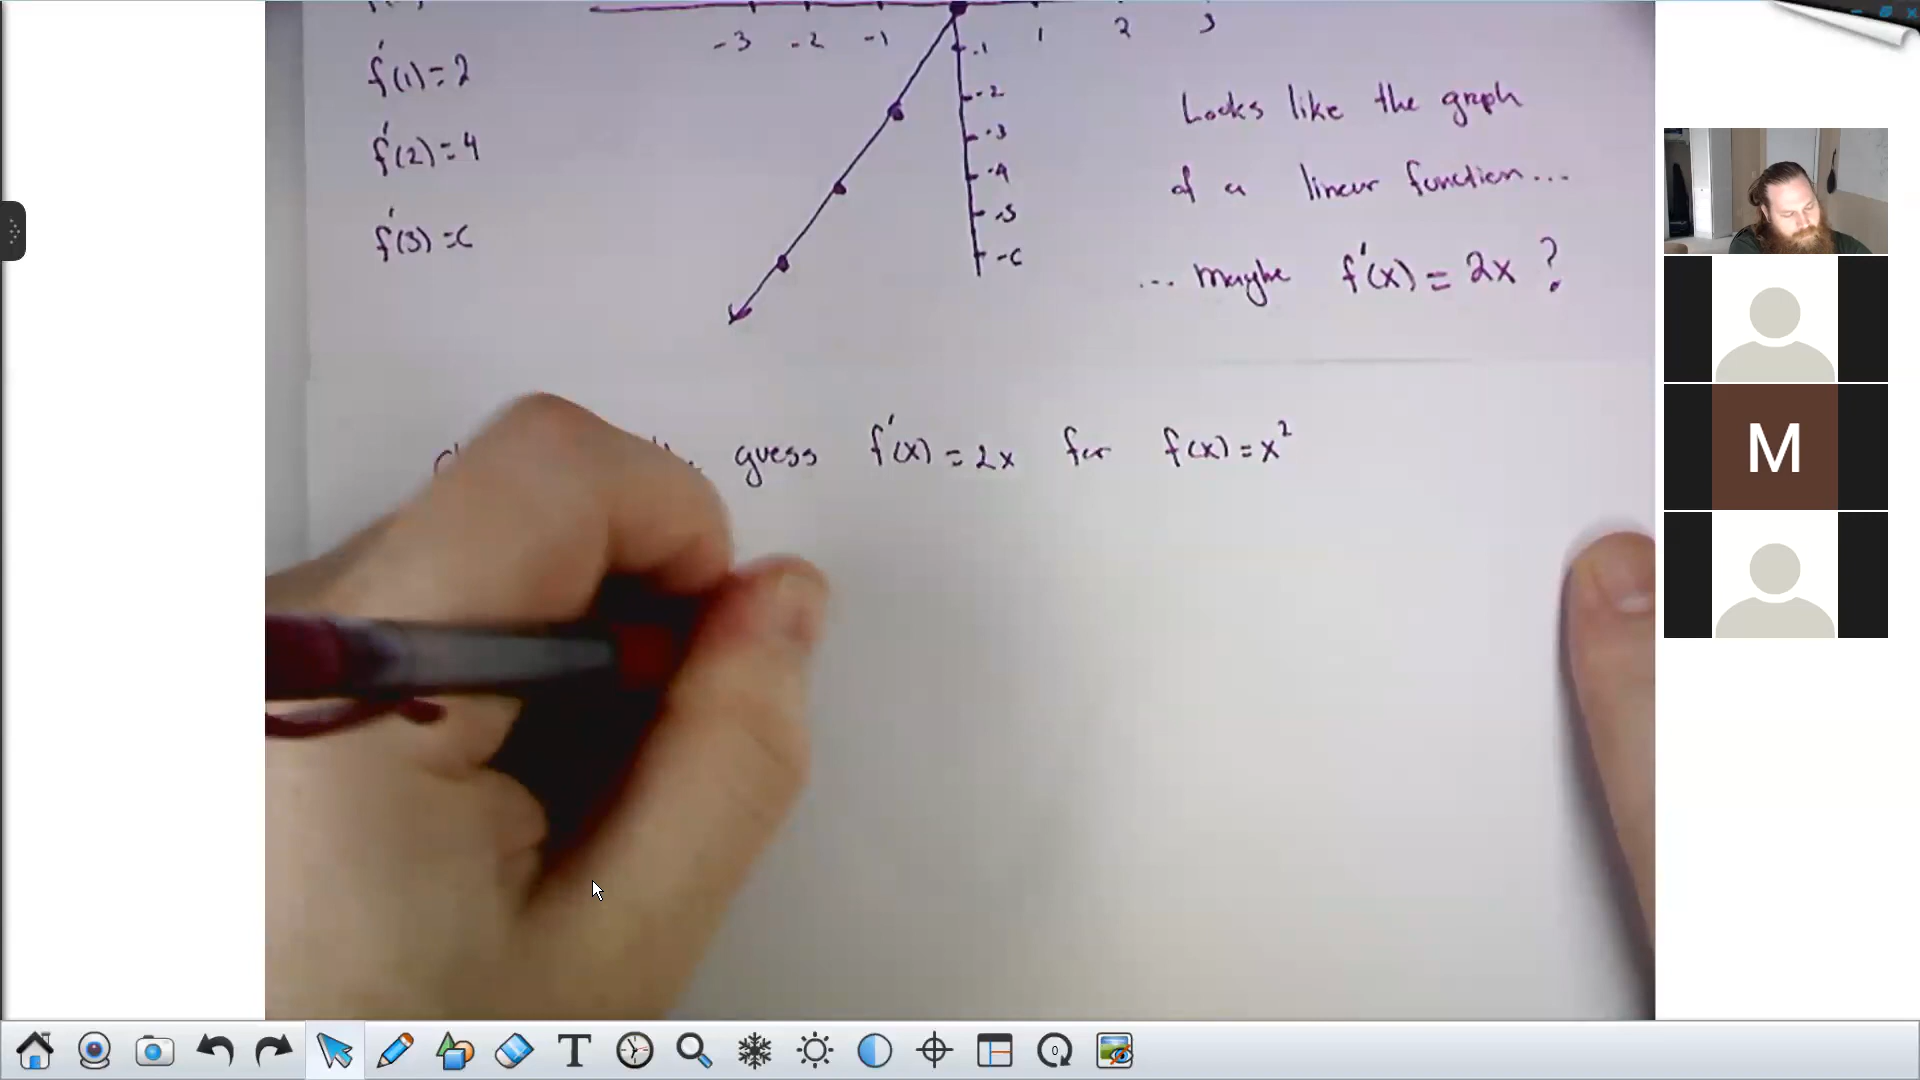 f'(1)=2
f'(2)=4
f'(3)=6
-3 -2 -1 1 2 3
-1
-2
-3
-4
-5
-6
Looks like the graph
of a linear function...
... maybe f'(x) = 2x ?
guess f'(x) = 2x for f(x) = x²
M
T
0